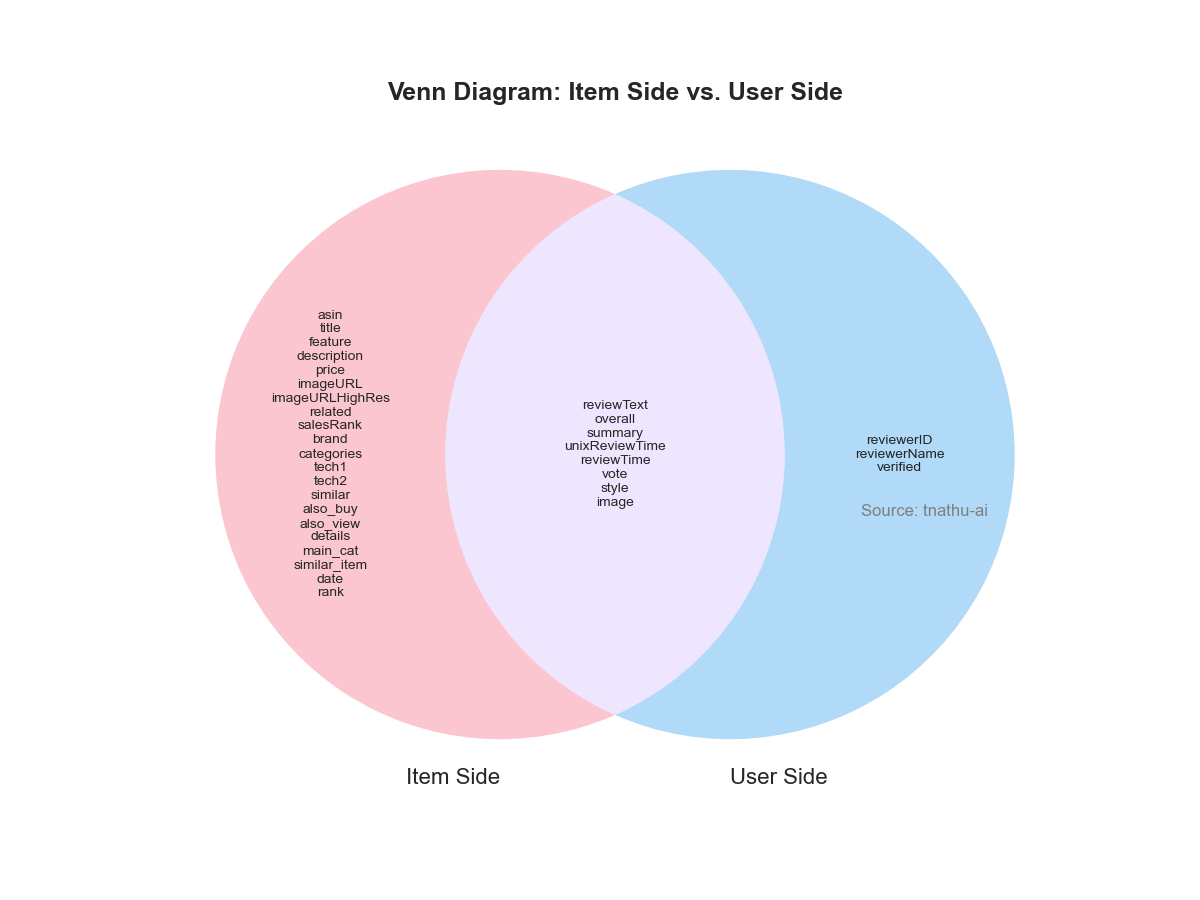 Venn Diagram: Item Side vs. User Side
asin
title
feature
description
price
imageURL
imageURLHighRes
related
salesRank
brand
categories
tech1
tech2
similar
also_buy
also_view
details
main_cat
similar_item
date
rank
reviewText
overall
summary
unixReviewTime
reviewTime
vote
style
image
reviewerID
reviewerName
verified
Source: tnathu-ai
Item Side
User Side